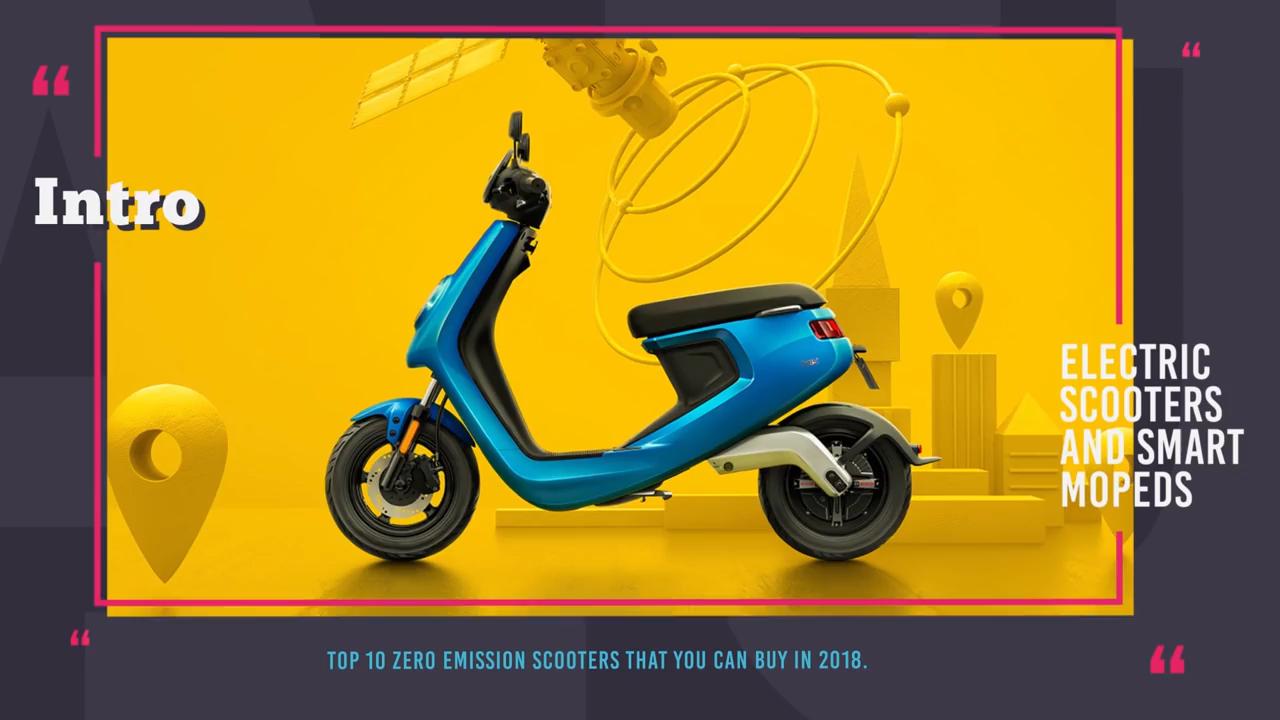 Intro
ELECTRIC
SCOOTERS
AND SMART
MOPEDS
TOP 10 ZERO EMISSION SCOOTERS THAT YOU CAN BUY IN 2018.